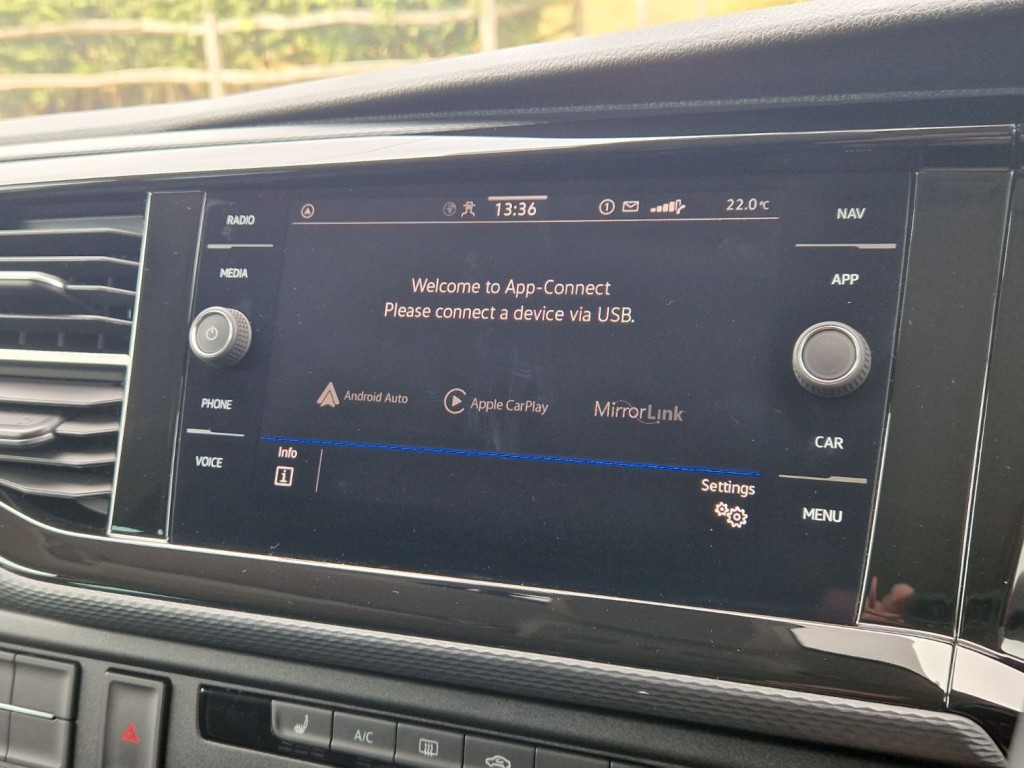 RADIO
MEDIA
PHONE
VOICE
13:36
1
22.0°C
Welcome to App-Connect
Please connect a device via USB.
Android Auto
Apple CarPlay
MirrorLink
Info
i
Settings
NAV
APP
CAR
MENU
A/C